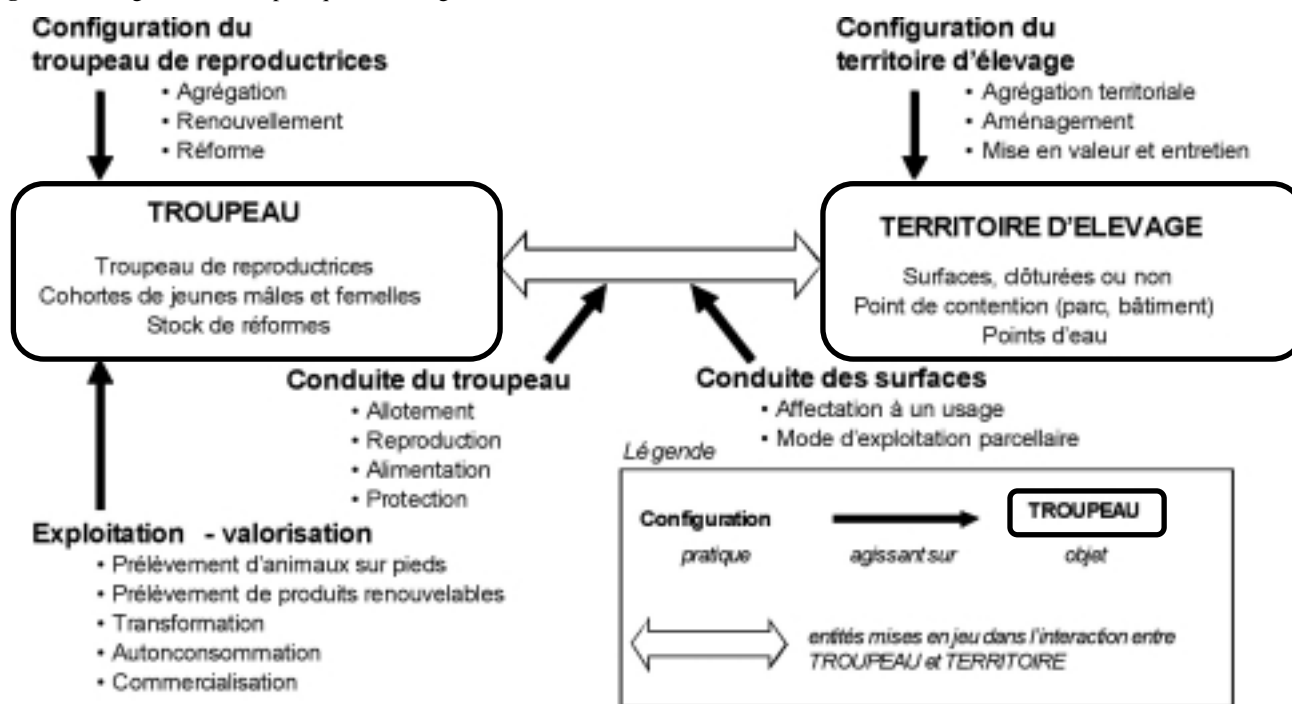 Configuration du
troupeau de reproductrices
• Agrégation
• Renouvellement
• Réforme
Configuration du
territoire d'élevage
• Agrégation territoriale
• Aménagement
• Mise en valeur et entretien
TROUPEAU
Troupeau de reproductrices
Cohortes de jeunes mâles et femelles
Stock de réformes
TERRITOIRE D'ELEVAGE
Surfaces, clôturées ou non
Point de contention (parc, bâtiment)
Points d'eau
Conduite du troupeau
• Allotement
• Reproduction
• Alimentation
• Protection
Conduite des surfaces
• Affectation à un usage
• Mode d'exploitation parcellaire
Exploitation - valorisation
• Prélèvement d'animaux sur pieds
• Prélèvement de produits renouvelables
• Transformation
• Autonconsommation
• Commercialisation
Légende
Configuration
TROUPEAU
pratique agissant sur objet
entités mises en jeu dans l'interaction entre
TROUPEAU et TERRITOIRE